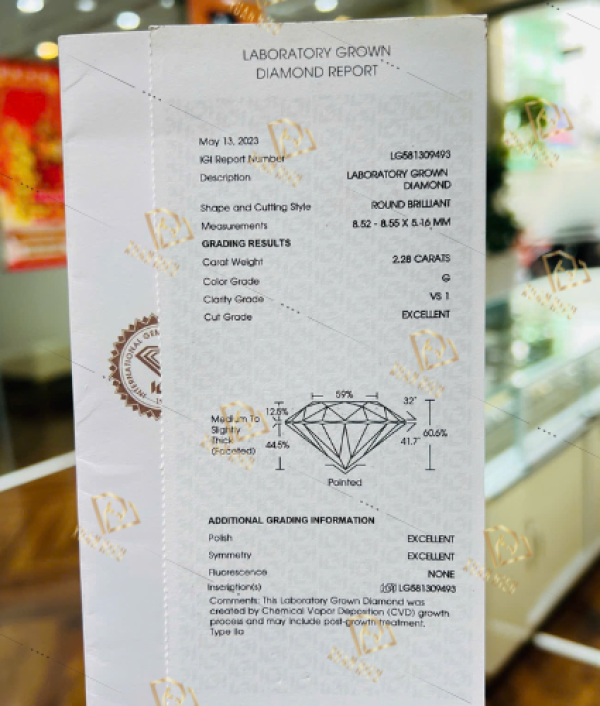 LABORATORY GROWN
DIAMOND REPORT
May 13, 2023
IGI Report Number LG581309493
Description LABORATORY GROWN
DIAMOND
Shape and Cutting Style ROUND BRILLIANT
Measurements 8.52 - 8.55 X 5.16 MM
GRADING RESULTS
Carat Weight 2.28 CARATS
Color Grade G
Clarity Grade VS 1
Cut Grade EXCELLENT
INTERNATIONAL GEM
59%
12.5% 32°
Medium To
Slightly
Thick
(Faceted)
44.5% 41.7° 60.5%
Pointed
ADDITIONAL GRADING INFORMATION
Polish EXCELLENT
Symmetry EXCELLENT
Fluorescence NONE
Inscription(s) IGI LG581309493
Comments: This Laboratory Grown Diamond was
created by Chemical Vapor Deposition (CVD) growth
process and may include post-growth treatment.
Type IIa